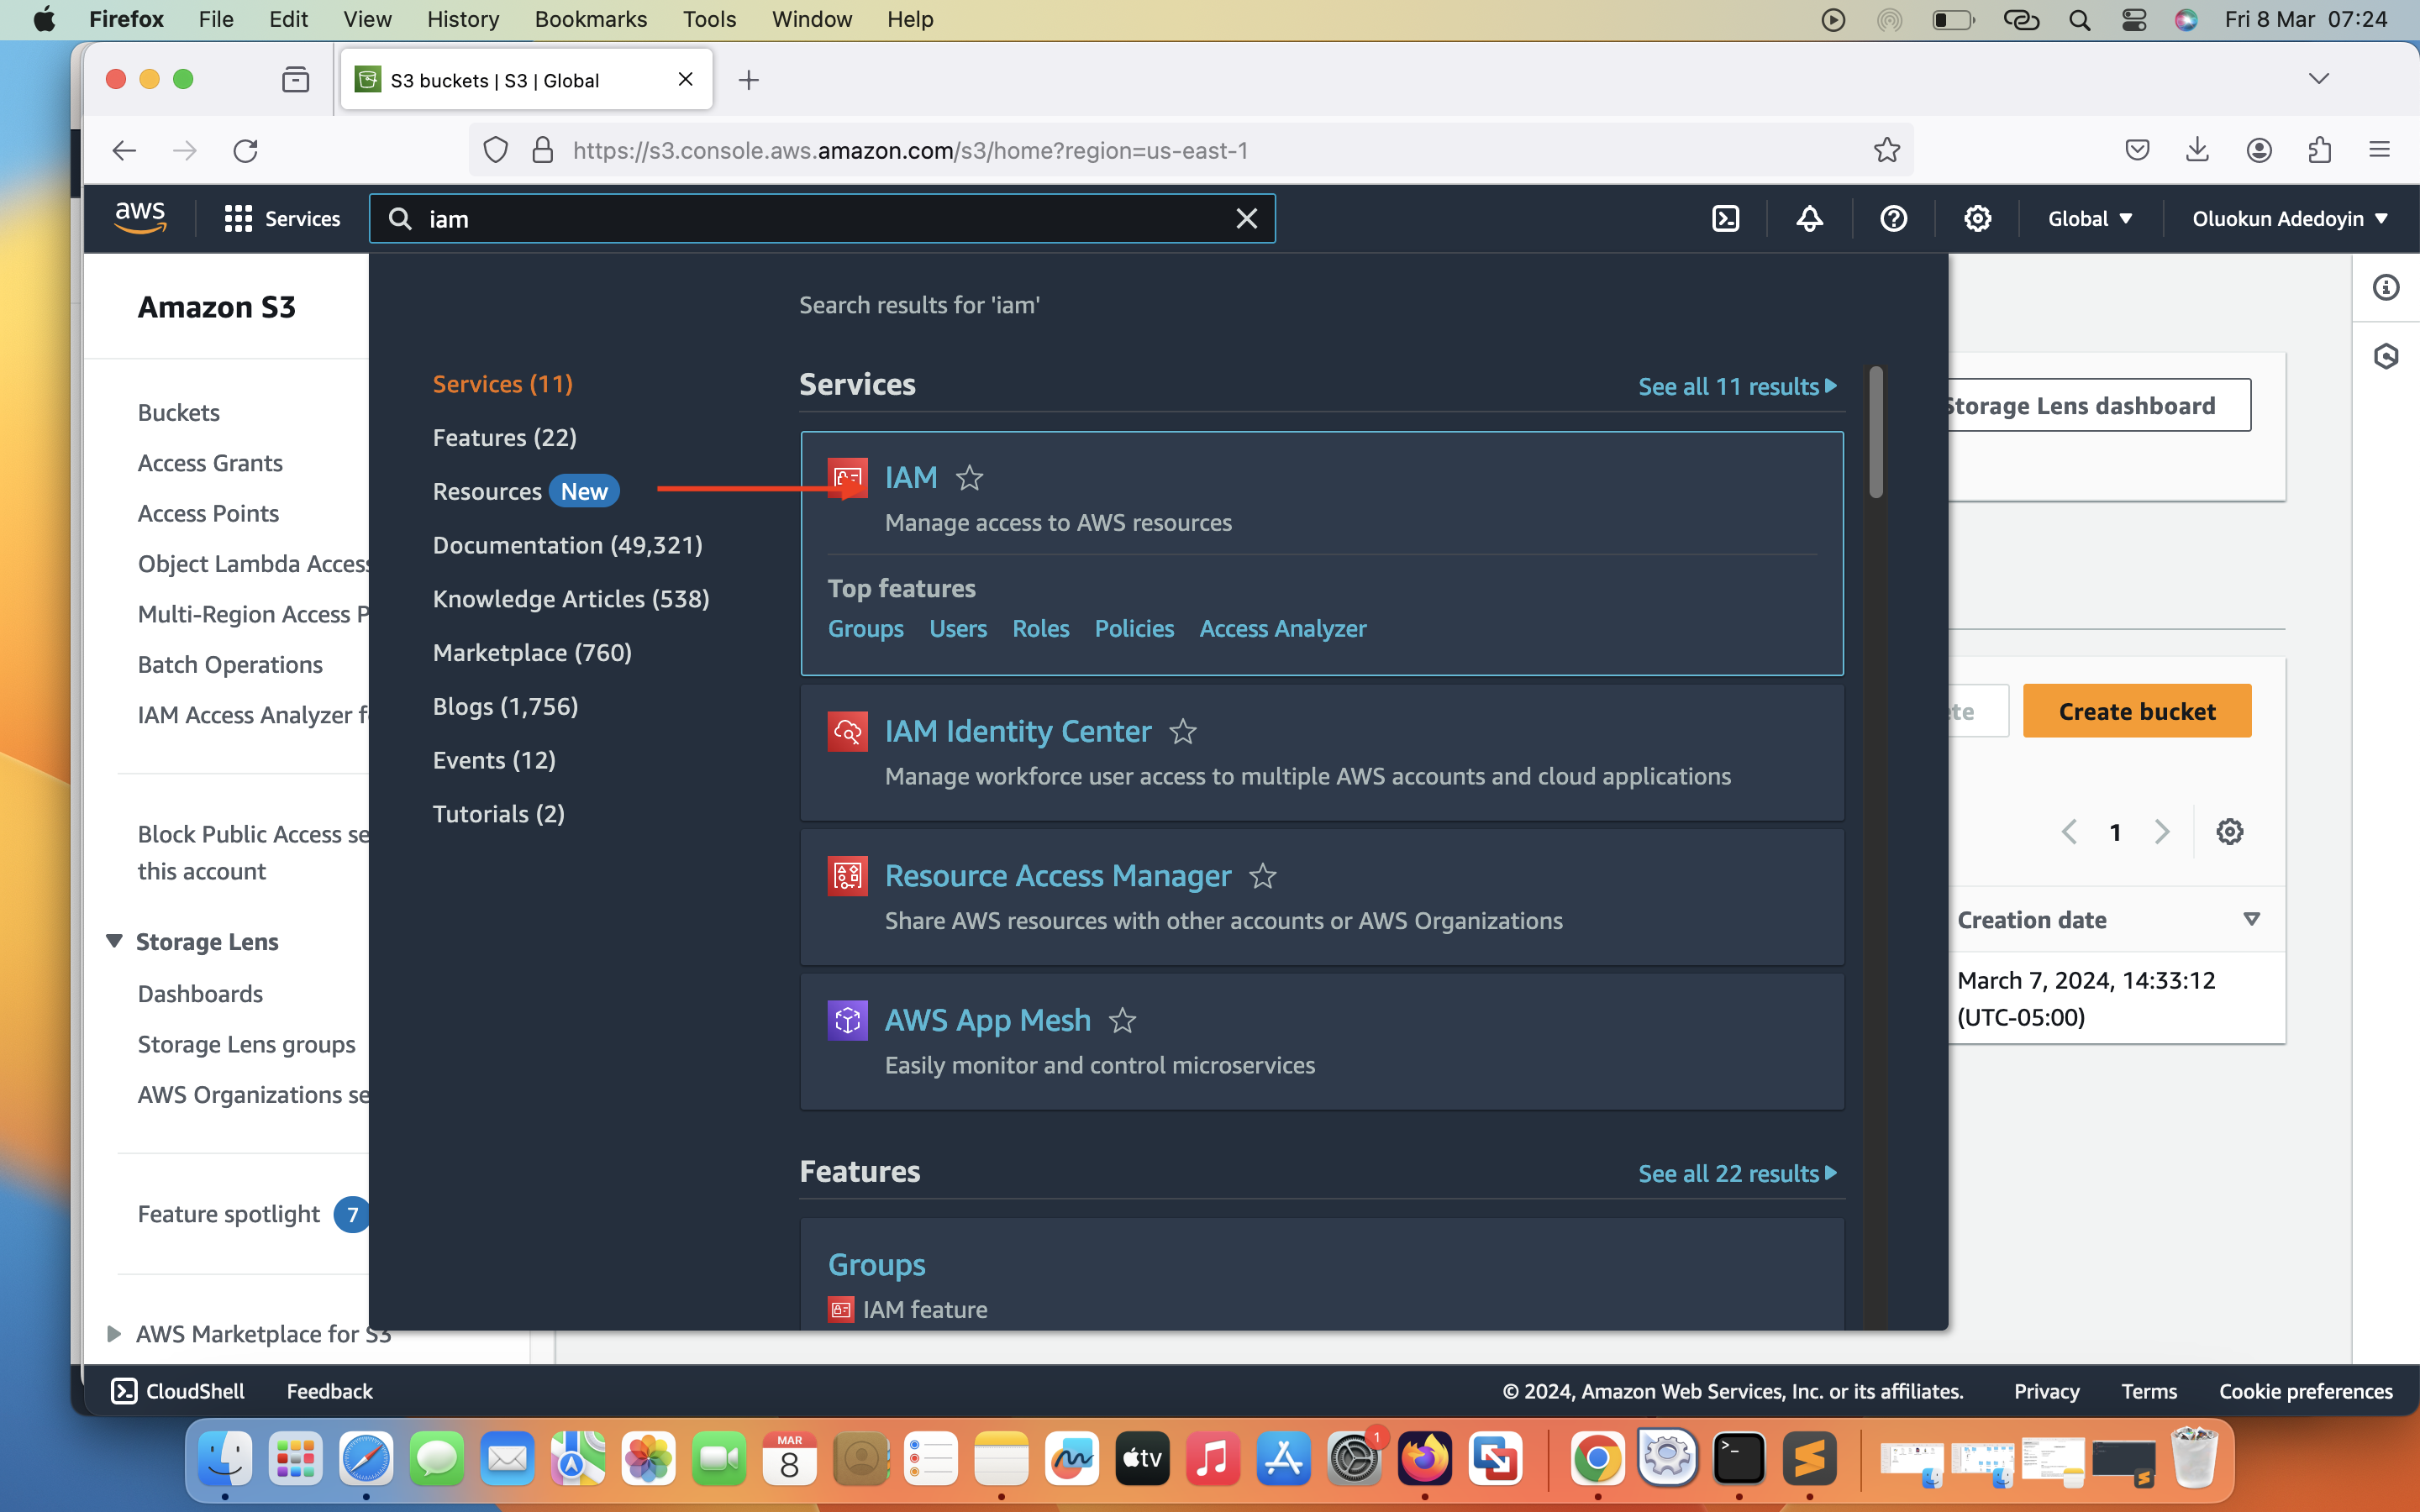 Firefox File Edit View History Bookmarks Tools Window Help Fri 8 Mar 07:24
S3 buckets | S3 | Global
https://s3.console.aws.amazon.com/s3/home?region=us-east-1
aws Services iam Global Oluokun Adedoyin
Amazon S3
Buckets
Access Grants
Access Points
Object Lambda Access
Multi-Region Access P
Batch Operations
IAM Access Analyzer f
Block Public Access se
this account
Storage Lens
Dashboards
Storage Lens groups
AWS Organizations se
Feature spotlight 7
AWS Marketplace for S3
Search results for 'iam'
Services (11)
Features (22)
Resources New
Documentation (49,321)
Knowledge Articles (538)
Marketplace (760)
Blogs (1,756)
Events (12)
Tutorials (2)
Services See all 11 results
IAM
Manage access to AWS resources
Top features
Groups Users Roles Policies Access Analyzer
IAM Identity Center
Manage workforce user access to multiple AWS accounts and cloud applications
Resource Access Manager
Share AWS resources with other accounts or AWS Organizations
AWS App Mesh
Easily monitor and control microservices
Features See all 22 results
Groups
IAM feature
Storage Lens dashboard
te Create bucket
1
Creation date
March 7, 2024, 14:33:12
(UTC-05:00)
CloudShell Feedback © 2024, Amazon Web Services, Inc. or its affiliates. Privacy Terms Cookie preferences
MAR
8
tv
1